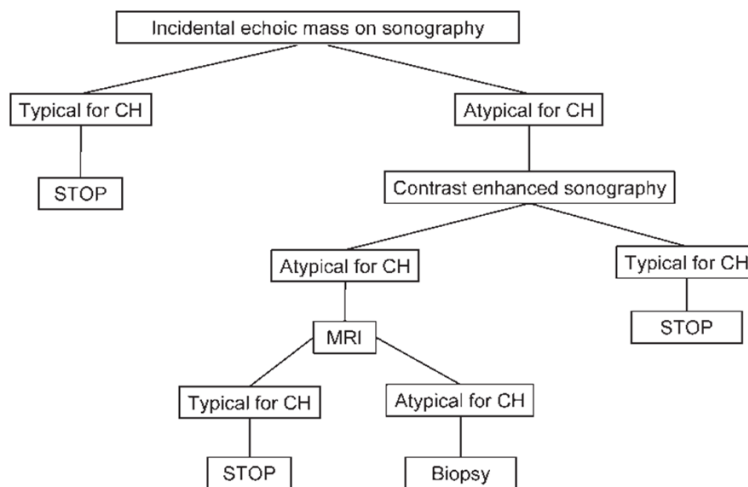 Incidental echoic mass on sonography
Typical for CH
Atypical for CH
STOP
Contrast enhanced sonography
Atypical for CH
Typical for CH
MRI
STOP
Typical for CH
Atypical for CH
STOP
Biopsy